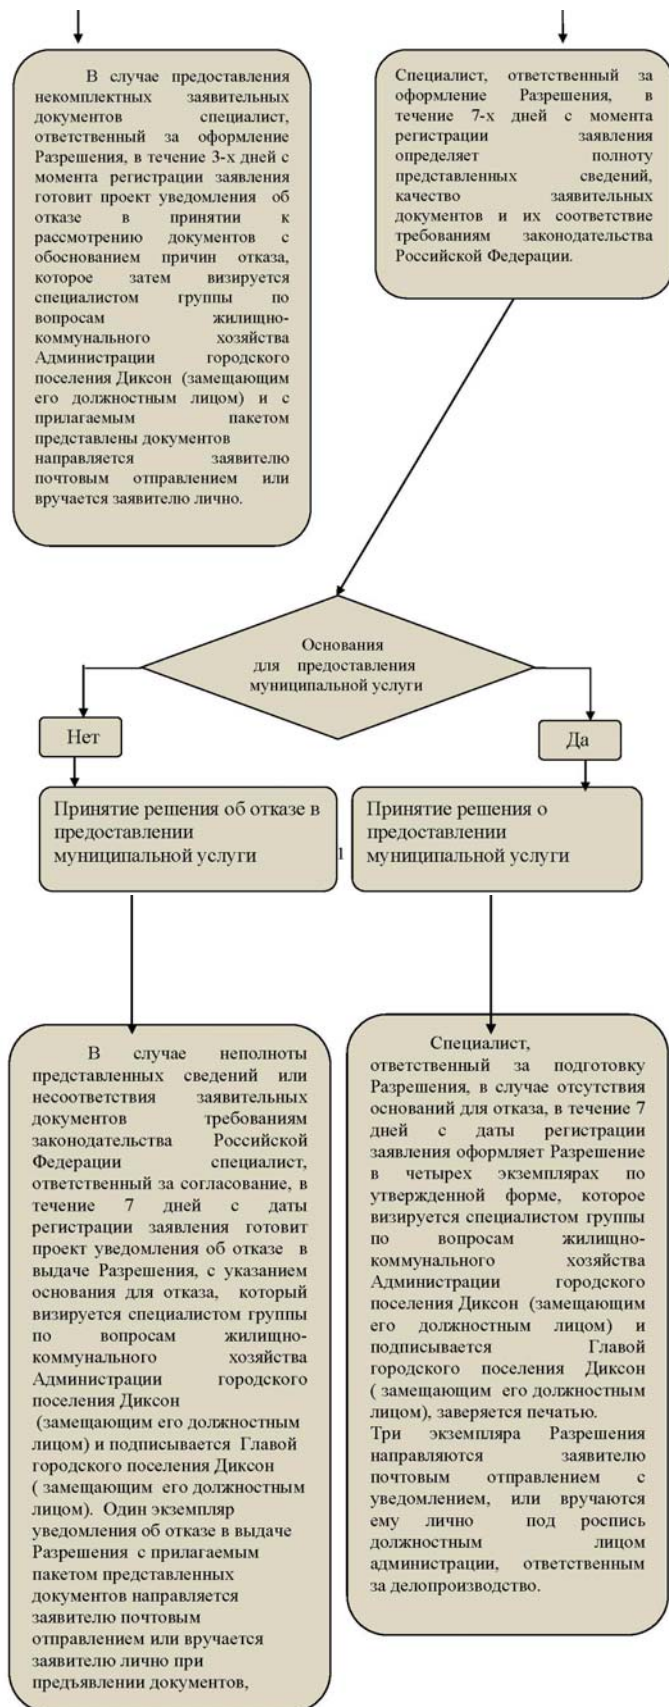 В случае предоставления
некомплектных заявительных
документов специалист,
ответственный за оформление
Разрешения, в течение 3-х дней с
момента регистрации заявления
готовит проект уведомления об
отказе в принятии к
рассмотрению документов с
обоснованием причин отказа,
которое затем визируется
специалистом группы по
вопросам жилищно-
коммунального хозяйства
Администрации городского
поселения Диксон (замещающим
его должностным лицом) и с
прилагаемым пакетом
представлены документов
направляется заявителю
почтовым отправлением или
вручается заявителю лично.
Специалист, ответственный за
оформление Разрешения, в
течение 7-х дней с момента
регистрации заявления
определяет полноту
представленных сведений,
качество заявительных
документов и их соответствие
требованиям законодательства
Российской Федерации.
Основания
для предоставления
муниципальной услуги
Нет
Да
Принятие решения об отказе в
предоставлении
муниципальной услуги
1
Принятие решения о
предоставлении
муниципальной услуги
В случае неполноты
представленных сведений или
несоответствия заявительных
документов требованиям
законодательства Российской
Федерации специалист,
ответственный за согласование, в
течение 7 дней с даты
регистрации заявления готовит
проект уведомления об отказе в
выдаче Разрешения, с указанием
основания для отказа, который
визируется специалистом группы
по вопросам жилищно-
коммунального хозяйства
Администрации городского
поселения Диксон
(замещающим его должностным
лицом) и подписывается Главой
городского поселения Диксон
( замещающим его должностным
лицом). Один экземпляр
уведомления об отказе в выдаче
Разрешения с прилагаемым
пакетом представленных
документов направляется
заявителю почтовым
отправлением или вручается
заявителю лично при
предъявлении документов,
Специалист,
ответственный за подготовку
Разрешения, в случае отсутствия
оснований для отказа, в течение 7
дней с даты регистрации
заявления оформляет Разрешение
в четырех экземплярах по
утвержденной форме, которое
визируется специалистом группы
по вопросам жилищно-
коммунального хозяйства
Администрации городского
поселения Диксон (замещающим
его должностным лицом) и
подписывается Главой
городского поселения Диксон
( замещающим его должностным
лицом), заверяется печатью.
Три экземпляра Разрешения
направляются заявителю
почтовым отправлением с
уведомлением, или вручаются
ему лично под роспись
должностным лицом
администрации, ответственным
за делопроизводство.